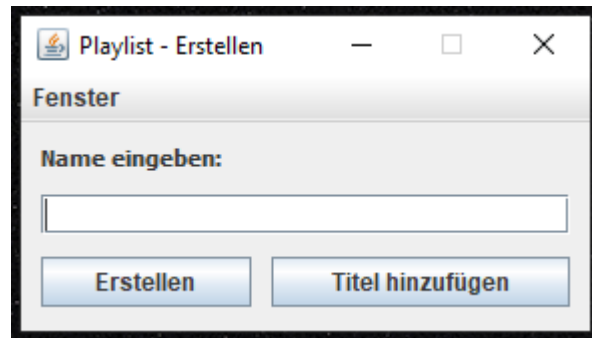 Playlist - Erstellen
Fenster
Name eingeben:
Erstellen Titel hinzufügen